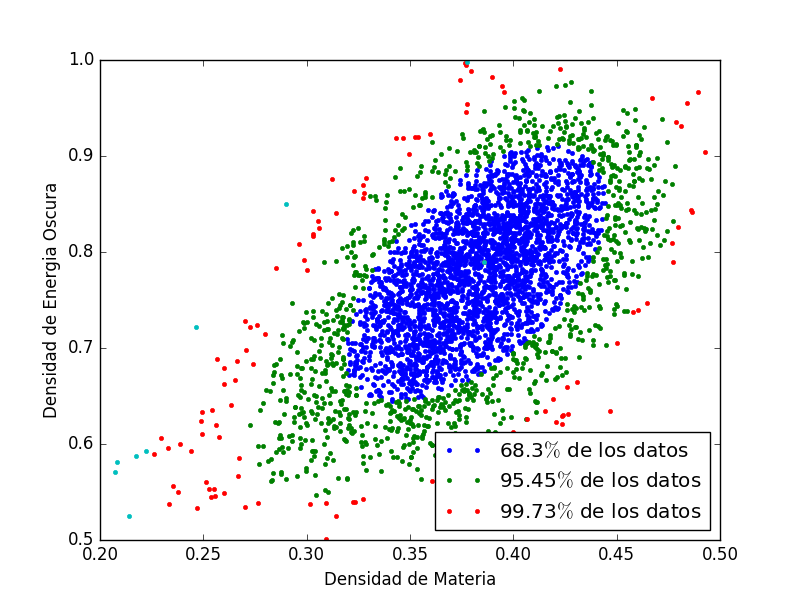 1.0
0.9
0.8
0.7
0.6
0.5
Densidad de Energia Oscura
68.3% de los datos
95.45% de los datos
99.73% de los datos
0.20 0.25 0.30 0.35 0.40 0.45 0.50
Densidad de Materia